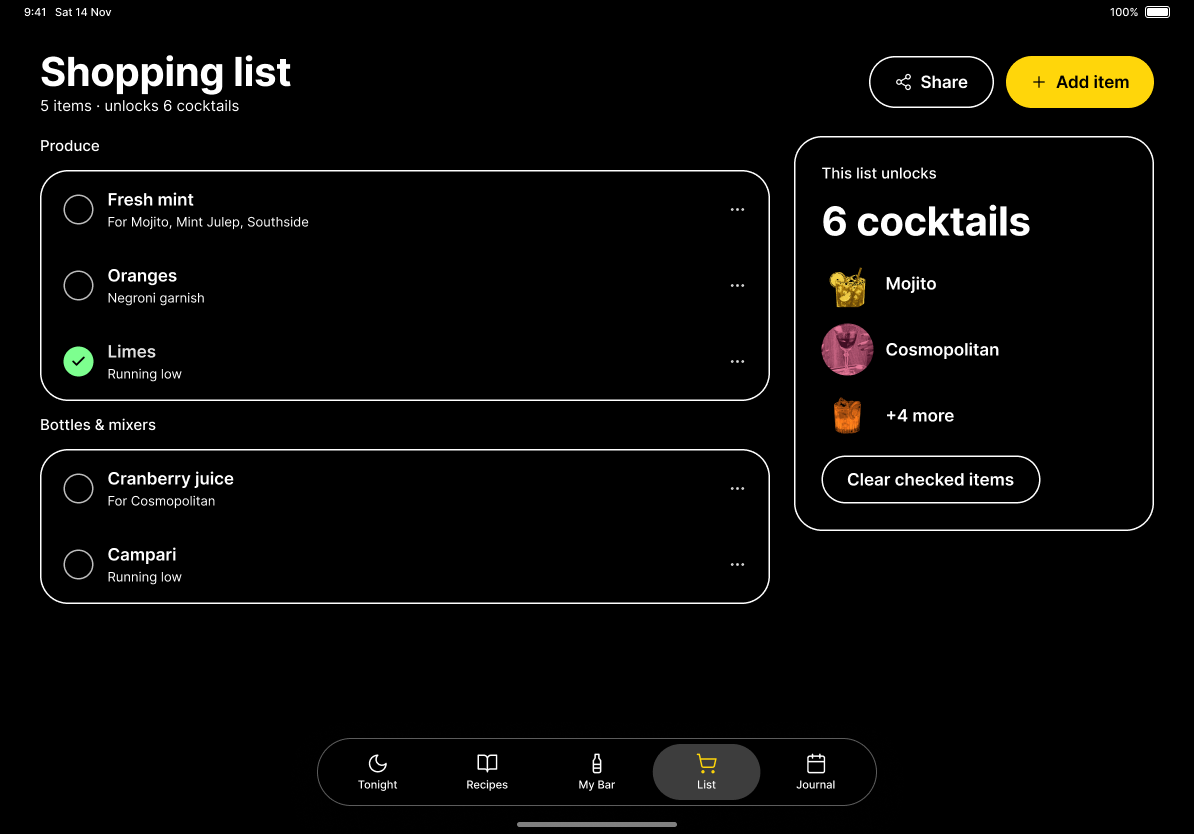 9:41 Sat 14 Nov
100%
Shopping list
5 items · unlocks 6 cocktails
Share
Add item
Produce
Fresh mint
For Mojito, Mint Julep, Southside
Oranges
Negroni garnish
Limes
Running low
Bottles & mixers
Cranberry juice
For Cosmopolitan
Campari
Running low
This list unlocks
6 cocktails
Mojito
Cosmopolitan
+4 more
Clear checked items
Tonight
Recipes
My Bar
List
Journal